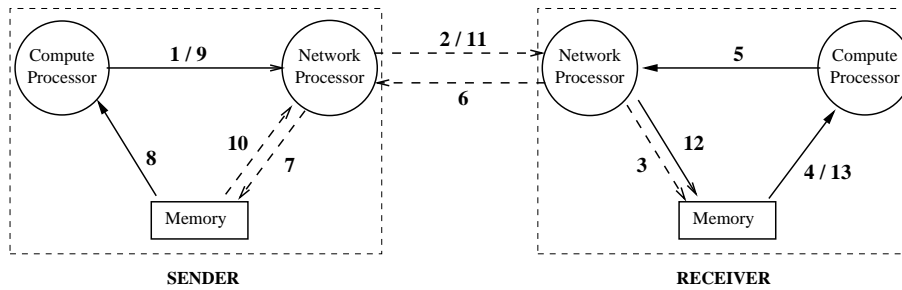 Compute
Processor
1 / 9
Network
Processor
2 / 11
6
Network
Processor
5
Compute
Processor
8
10
7
3
12
4 / 13
Memory
Memory
SENDER
RECEIVER